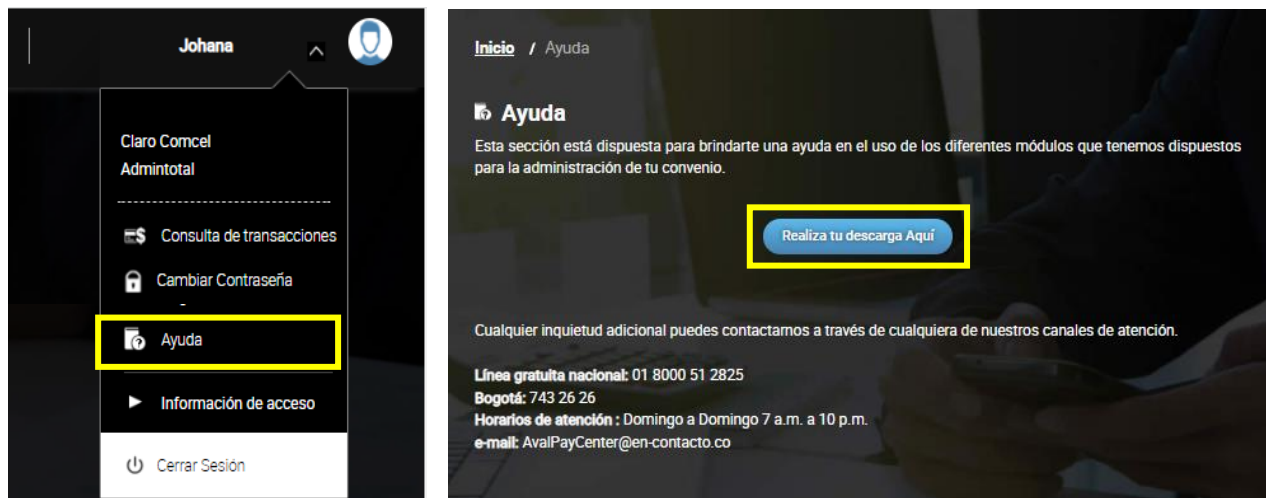 Johana
Claro Comcel
Admintotal
Consulta de transacciones
Cambiar Contraseña
Ayuda
Información de acceso
Cerrar Sesión
Inicio / Ayuda
Ayuda
Esta sección está dispuesta para brindarte una ayuda en el uso de los diferentes módulos que tenemos dispuestos
para la administración de tu convenio.
Realiza tu descarga Aquí
Cualquier inquietud adicional puedes contactarnos a través de cualquiera de nuestros canales de atención.
Línea gratuita nacional: 01 8000 51 2825
Bogotá: 743 26 26
Horarios de atención : Domingo a Domingo 7 a.m. a 10 p.m.
e-mail: AvalPayCenter@en-contacto.co